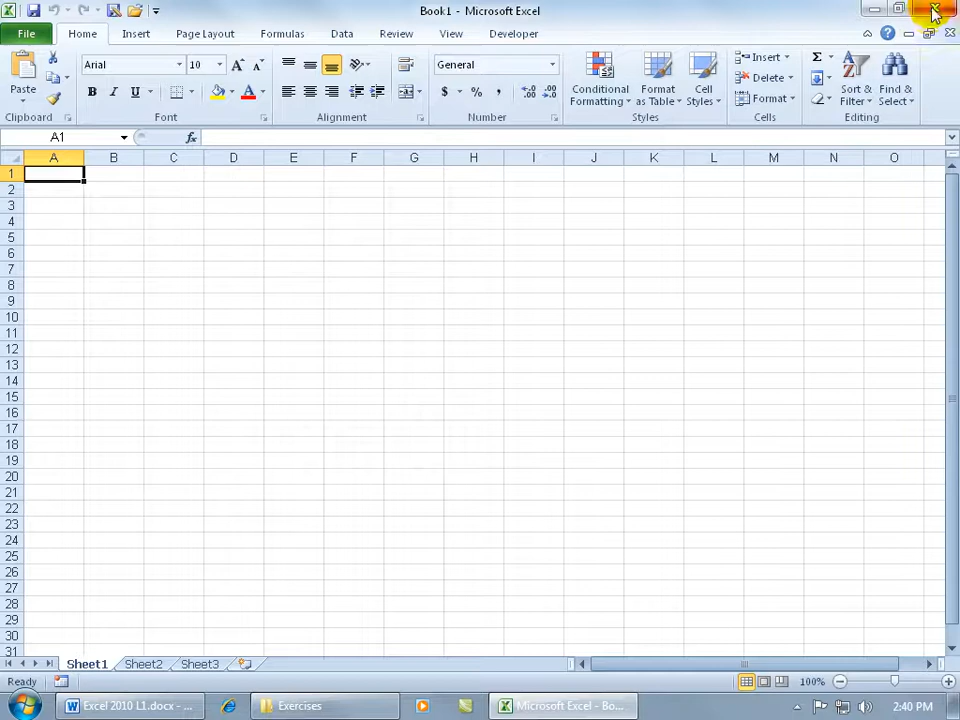 Book1 - Microsoft Excel
File Home Insert Page Layout Formulas Data Review View Developer
Arial 10 General Insert Σ
Paste Conditional Formatting Format as Table Cell Styles Delete Sort & Filter Find & Select
B I U A $ % , .0 .00 .00 .0 Format
Clipboard Font Alignment Number Styles Cells Editing
A1 fx
A B C D E F G H I J K L M N O
1
2
3
4
5
6
7
8
9
10
11
12
13
14
15
16
17
18
19
20
21
22
23
24
25
26
27
28
29
30
31
Sheet1 Sheet2 Sheet3
Ready 100%
Excel 2010 L1.docx - ... Exercises Microsoft Excel - Bo... 2:40 PM